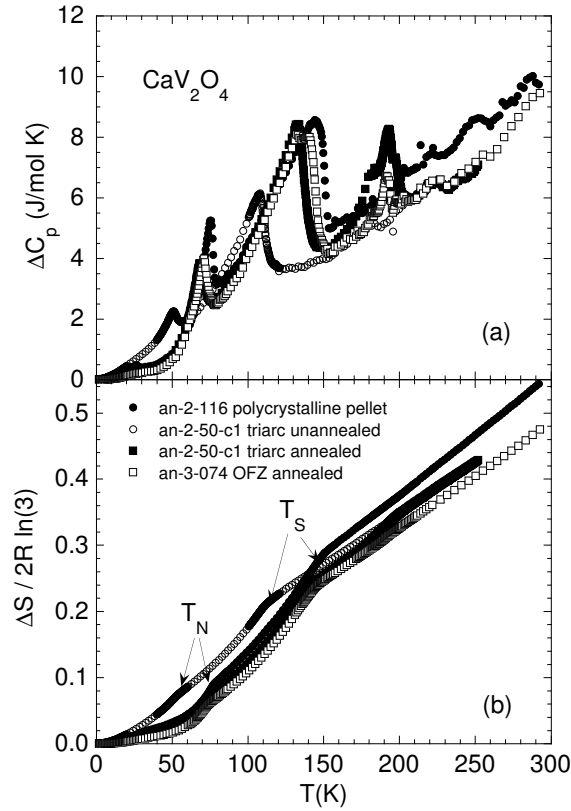 12
10
8
6
4
2
0
ΔC_p (J/mol K)
CaV_2O_4
(a)
0.5
0.4
0.3
0.2
0.1
0.0
ΔS / 2R ln(3)
an-2-116 polycrystalline pellet
an-2-50-c1 triarc unannealed
an-2-50-c1 triarc annealed
an-3-074 OFZ annealed
T_S
T_N
(b)
0 50 100 150 200 250 300
T(K)